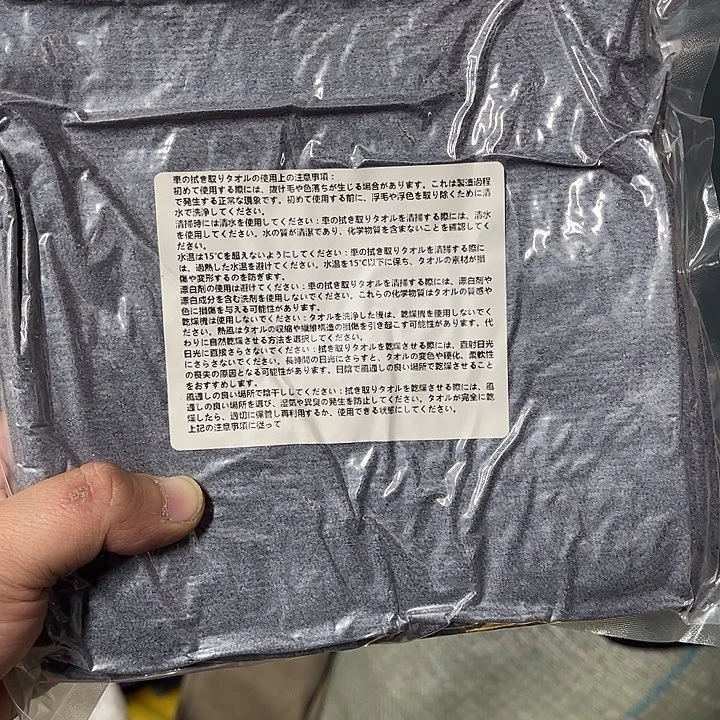 車の拭き取りタオルの使用上の注意事項：
初めて使用する際には、抜け毛や色落ちが生じる場合があります。これは製造過程
で発生する正常な現象です。初めて使用する前に、浮毛や浮色を取り除くために清
水で洗浄してください。
清掃時には清水を使用してください：車の拭き取りタオルを清掃する際には、清水
を使用してください。水の質が清潔であり、化学物質を含まないことを確認してく
ださい。
水温は15℃を超えないようにしてください：車の拭き取りタオルを清掃する際に
は、過熱した水温を避けてください。水温を15℃以下に保ち、タオルの素材が損
傷や変形するのを防ぎます。
漂白剤の使用は避けてください：車の拭き取りタオルを清掃する際には、漂白剤や
漂白成分を含む洗剤を使用しないでください。これらの化学物質はタオルの質感や
色に損傷を与える可能性があります。
乾燥機は使用しないでください：タオルを洗浄した後は、乾燥機を使用しないでく
ださい。熱風はタオルの収縮や繊維構造の損傷を引き起こす可能性があります。代
わりに自然乾燥させる方法を選択してください。
日光に直接さらさないでください：拭き取りタオルを乾燥させる際には、直射日光
にさらさないでください。長時間の日光にさらすと、タオルの変色や硬化、柔軟性
の喪失の原因となる可能性があります。日陰で風通しの良い場所で乾燥させること
をおすすめします。
風通しの良い場所で陰干ししてください：拭き取りタオルを乾燥させる際には、風
通しの良い場所を選び、湿気や異臭の発生を防止してください。タオルが完全に乾
燥したら、適切に保管し再利用するか、使用できる状態にしてください。
上記の注意事項に従って